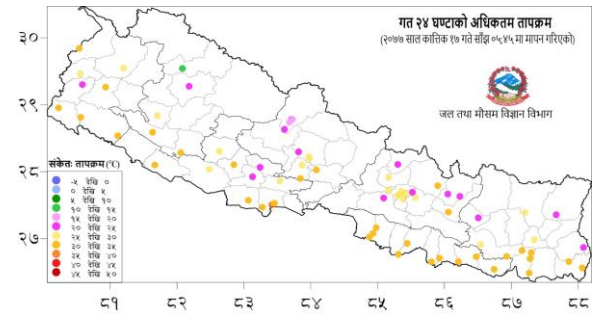 गत २४ घण्टाको अधिकतम तापक्रम
(२०७७ साल कात्तिक १७ गते साँझ ०५:४५ मा मापन गरिएको)
जल तथा मौसम विज्ञान विभाग
३०
२९
२८
२७
संकेतः तापक्रम (°C)
-५ देखि ०
० देखि ५
५ देखि १०
१० देखि १५
१५ देखि २०
२० देखि २५
२५ देखि ३०
३० देखि ३५
३५ देखि ४०
४० देखि ४५
४५ देखि ५०
८१ ८२ ८३ ८४ ८५ ८६ ८७ ८८